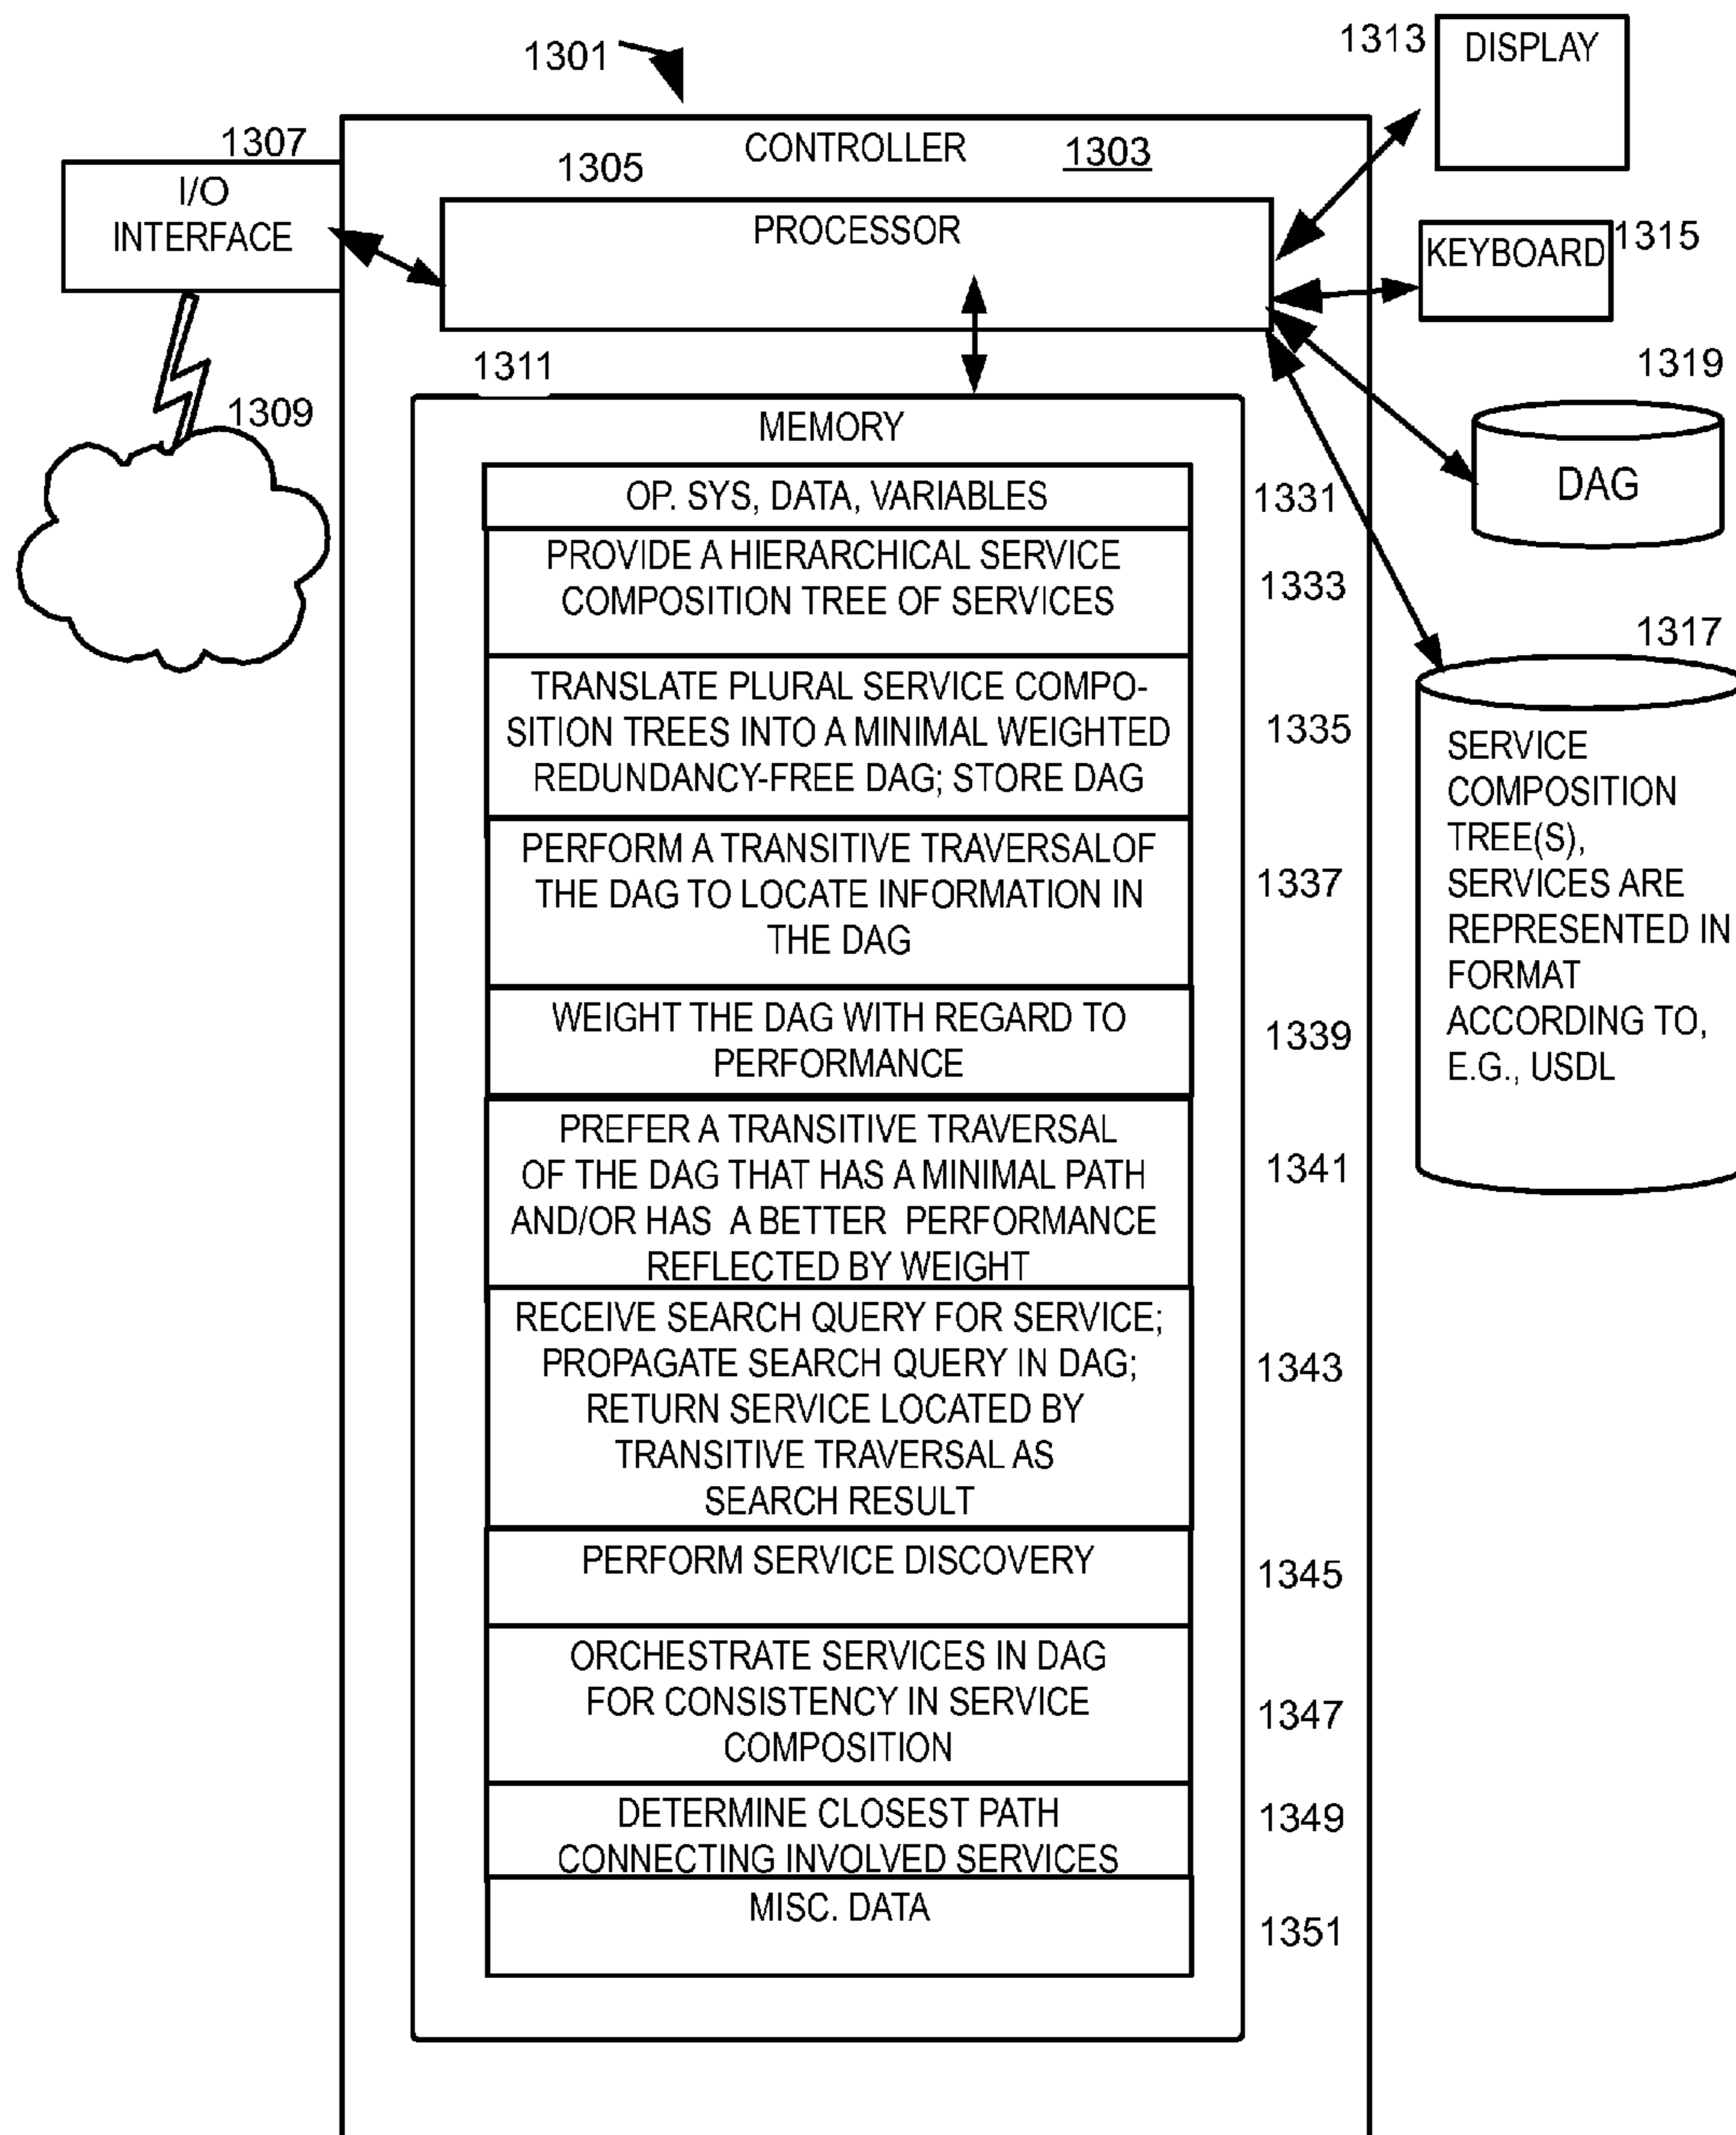 1301
1313
DISPLAY
1307
I/O
INTERFACE
CONTROLLER 1303
1305
PROCESSOR
KEYBOARD
1315
1311
1309
1319
DAG
MEMORY
OP. SYS, DATA, VARIABLES
1331
PROVIDE A HIERARCHICAL SERVICE
COMPOSITION TREE OF SERVICES
1333
1317
SERVICE
COMPOSITION
TREE(S),
SERVICES ARE
REPRESENTED IN
FORMAT
ACCORDING TO,
E.G., USDL
TRANSLATE PLURAL SERVICE COMPO-
SITION TREES INTO A MINIMAL WEIGHTED
REDUNDANCY-FREE DAG; STORE DAG
1335
PERFORM A TRANSITIVE TRAVERSALOF
THE DAG TO LOCATE INFORMATION IN
THE DAG
1337
WEIGHT THE DAG WITH REGARD TO
PERFORMANCE
1339
PREFER A TRANSITIVE TRAVERSAL
OF THE DAG THAT HAS A MINIMAL PATH
AND/OR HAS A BETTER PERFORMANCE
REFLECTED BY WEIGHT
1341
RECEIVE SEARCH QUERY FOR SERVICE;
PROPAGATE SEARCH QUERY IN DAG;
RETURN SERVICE LOCATED BY
TRANSITIVE TRAVERSAL AS
SEARCH RESULT
1343
PERFORM SERVICE DISCOVERY
1345
ORCHESTRATE SERVICES IN DAG
FOR CONSISTENCY IN SERVICE
COMPOSITION
1347
DETERMINE CLOSEST PATH
CONNECTING INVOLVED SERVICES
1349
MISC. DATA
1351